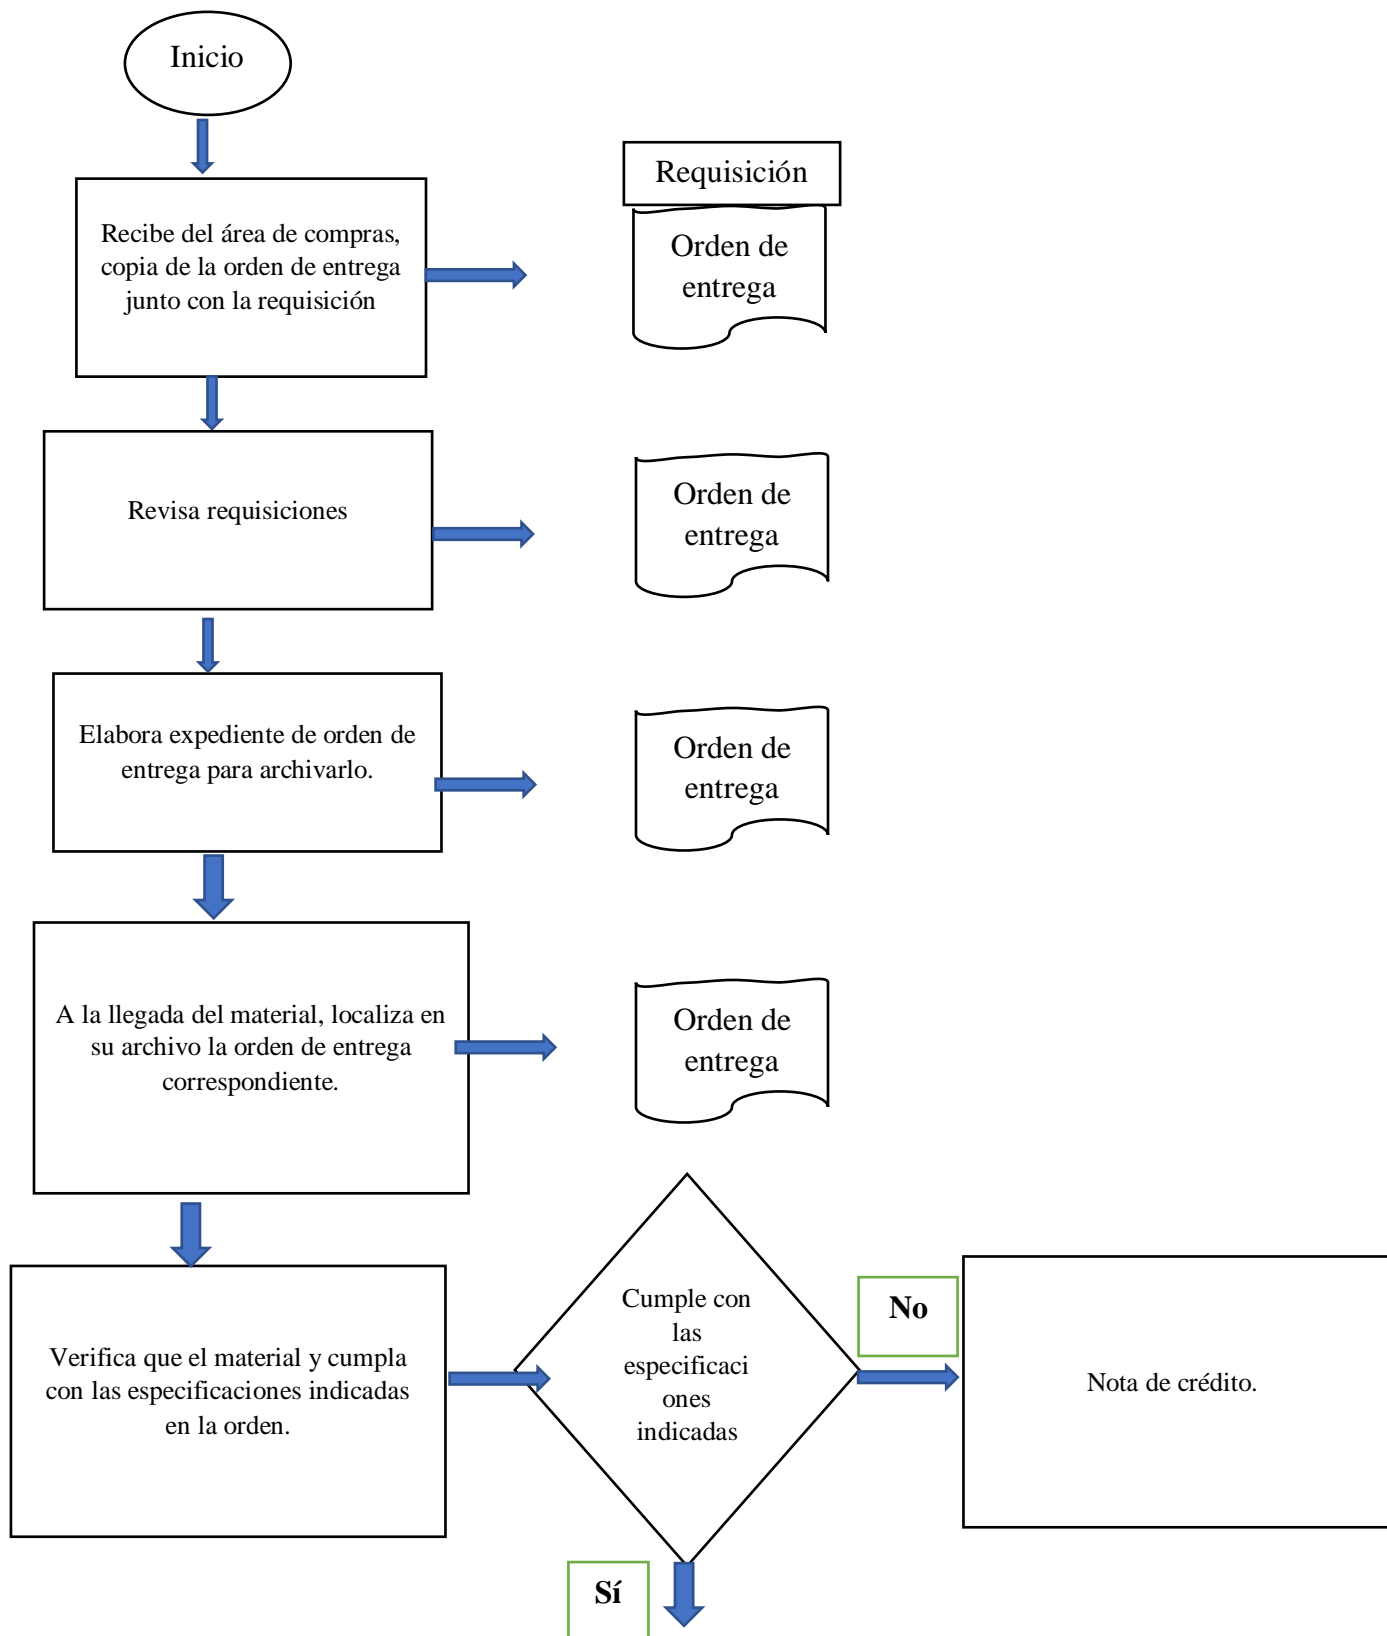 Inicio
Recibe del área de compras,
copia de la orden de entrega
junto con la requisición
Requisición
Orden de
entrega
Revisa requisiciones
Orden de
entrega
Elabora expediente de orden de
entrega para archivarlo.
Orden de
entrega
A la llegada del material, localiza en
su archivo la orden de entrega
correspondiente.
Orden de
entrega
Verifica que el material y cumpla
con las especificaciones indicadas
en la orden.
Cumple con
las
especificaci
ones
indicadas
No
Nota de crédito.
Sí